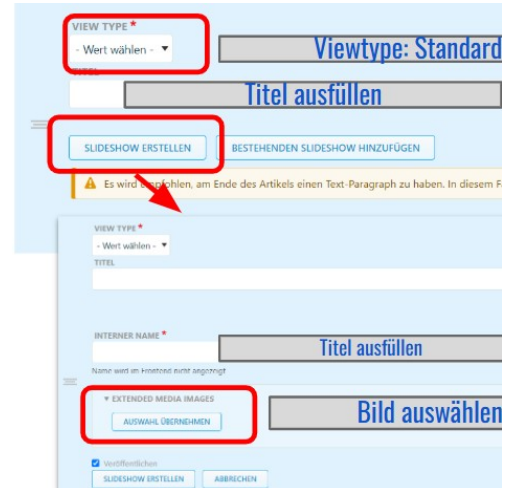 VIEW TYPE *
- Wert wählen -
Viewtype: Standard
TITEL
Titel ausfüllen
SLIDESHOW ERSTELLEN
BESTEHENDEN SLIDESHOW HINZUFÜGEN
Es wird empfohlen, am Ende des Artikels einen Text-Paragraph zu haben. In diesem F
VIEW TYPE *
- Wert wählen -
TITEL
INTERNER NAME *
Titel ausfüllen
Name wird im Frontend nicht angezeigt
EXTENDED MEDIA IMAGES
Bild auswählen
AUSWAHL ÜBERNEHMEN
Veröffentlichen
SLIDESHOW ERSTELLEN
ABBRECHEN